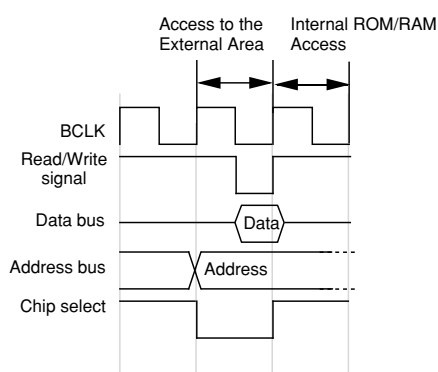 Access to the
External Area
Internal ROM/RAM
Access
BCLK
Read/Write
signal
Data bus
Data
Address bus
Address
Chip select